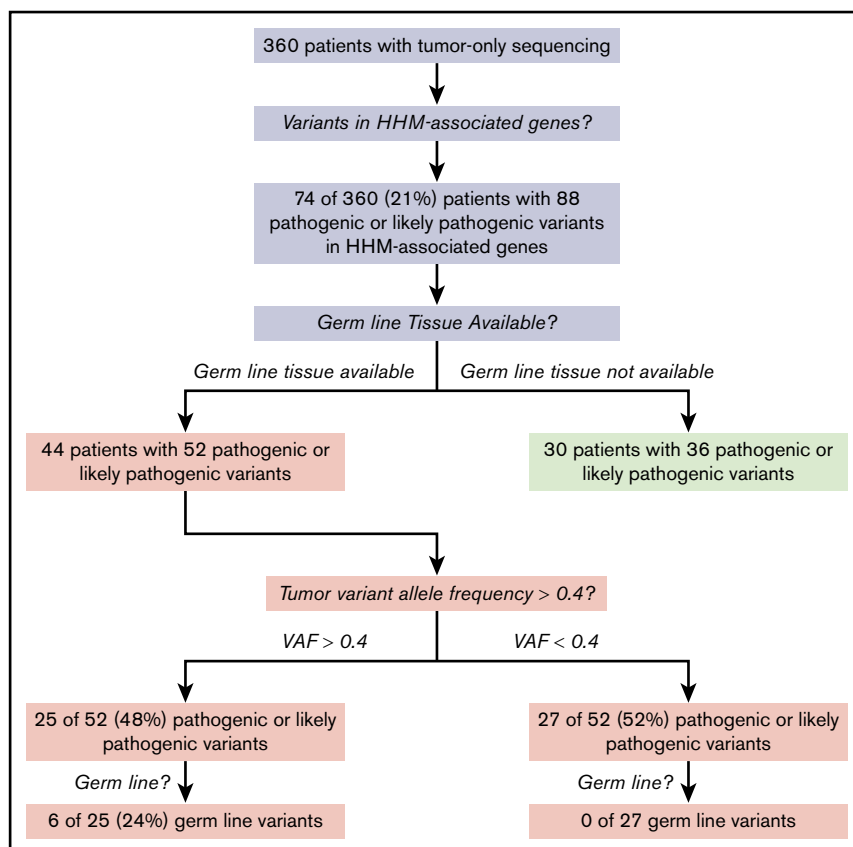 360 patients with tumor-only sequencing
Variants in HHM-associated genes?
74 of 360 (21%) patients with 88
pathogenic or likely pathogenic variants
in HHM-associated genes
Germ line Tissue Available?
Germ line tissue available
Germ line tissue not available
44 patients with 52 pathogenic or
likely pathogenic variants
30 patients with 36 pathogenic or
likely pathogenic variants
Tumor variant allele frequency > 0.4?
VAF > 0.4
VAF < 0.4
25 of 52 (48%) pathogenic or likely
pathogenic variants
27 of 52 (52%) pathogenic or likely
pathogenic variants
Germ line?
Germ line?
6 of 25 (24%) germ line variants
0 of 27 germ line variants